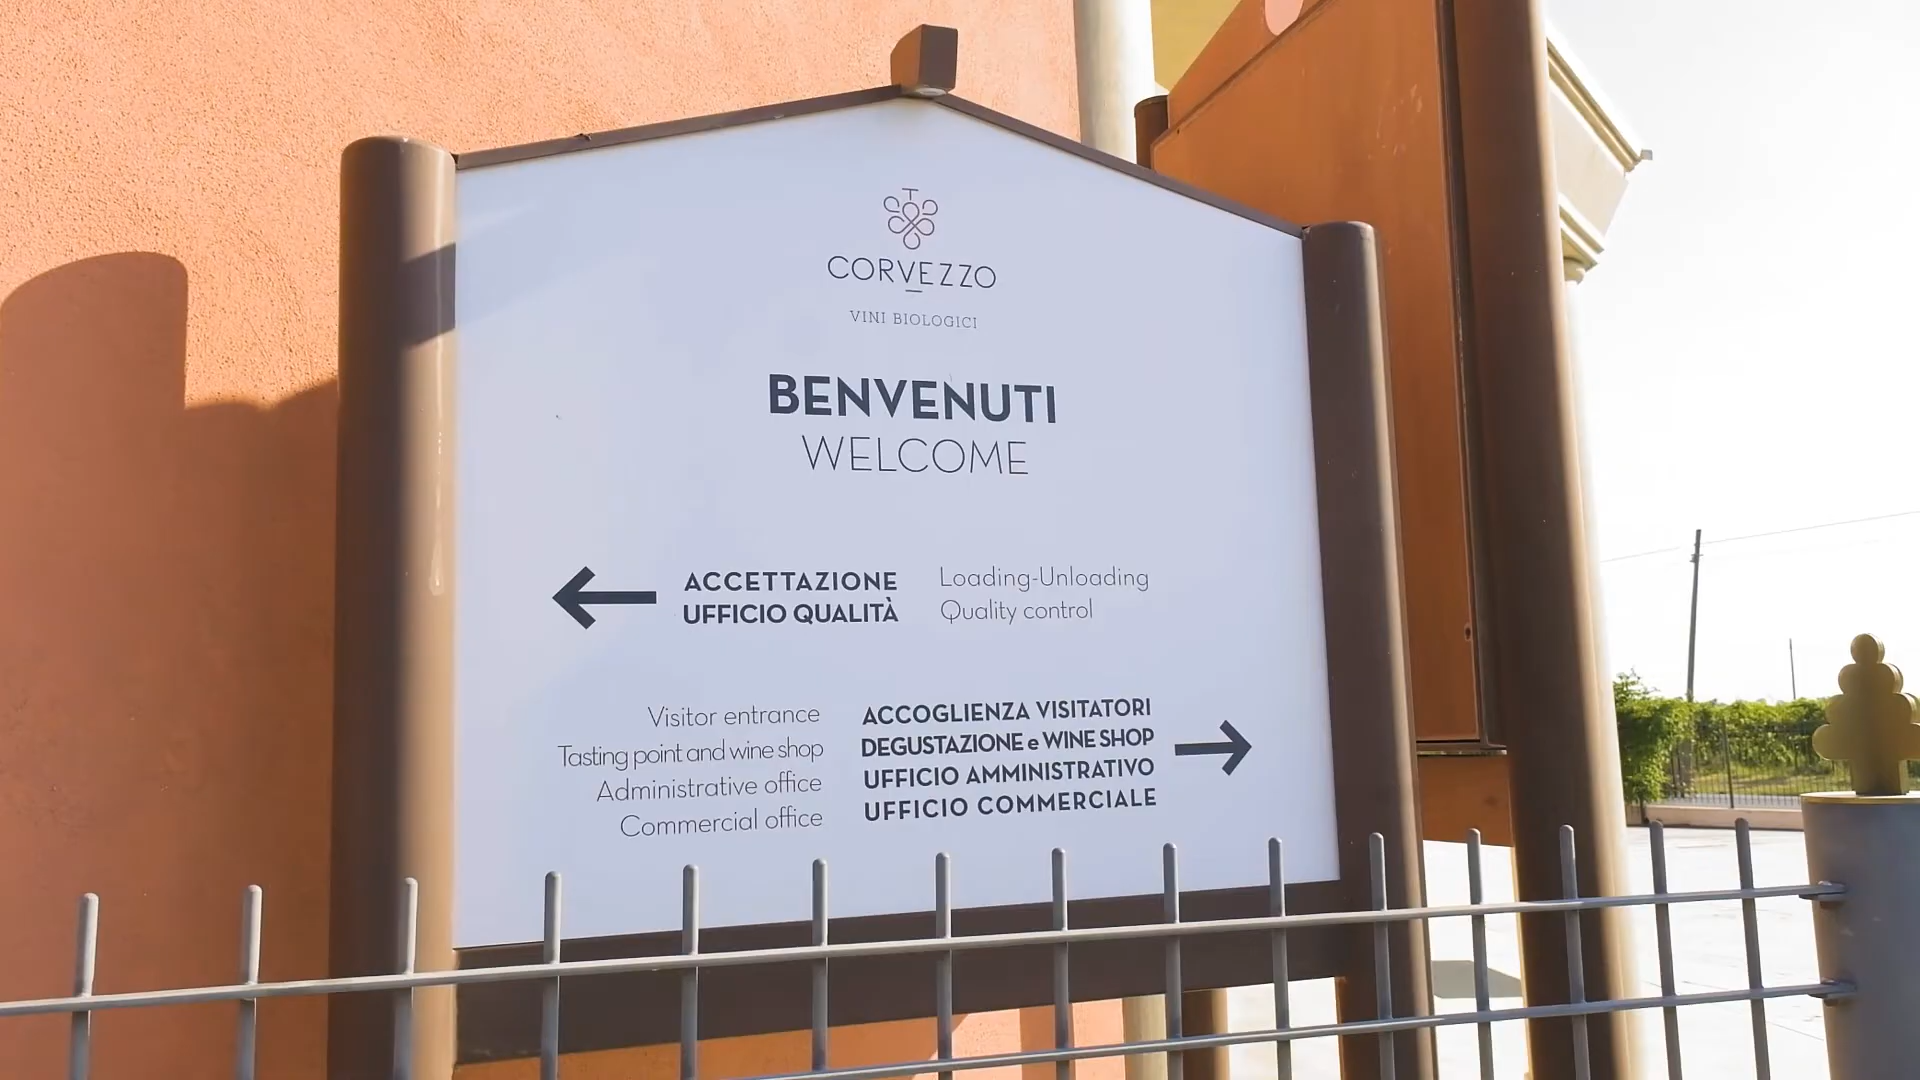 CORVEZZO
VINI BIOLOGICI
BENVENUTI
WELCOME
ACCETTAZIONE
UFFICIO QUALITÀ
Loading-Unloading
Quality control
Visitor entrance
Tasting point and wine shop
Administrative office
Commercial office
ACCOGLIENZA VISITATORI
DEGUSTAZIONE e WINE SHOP
UFFICIO AMMINISTRATIVO
UFFICIO COMMERCIALE